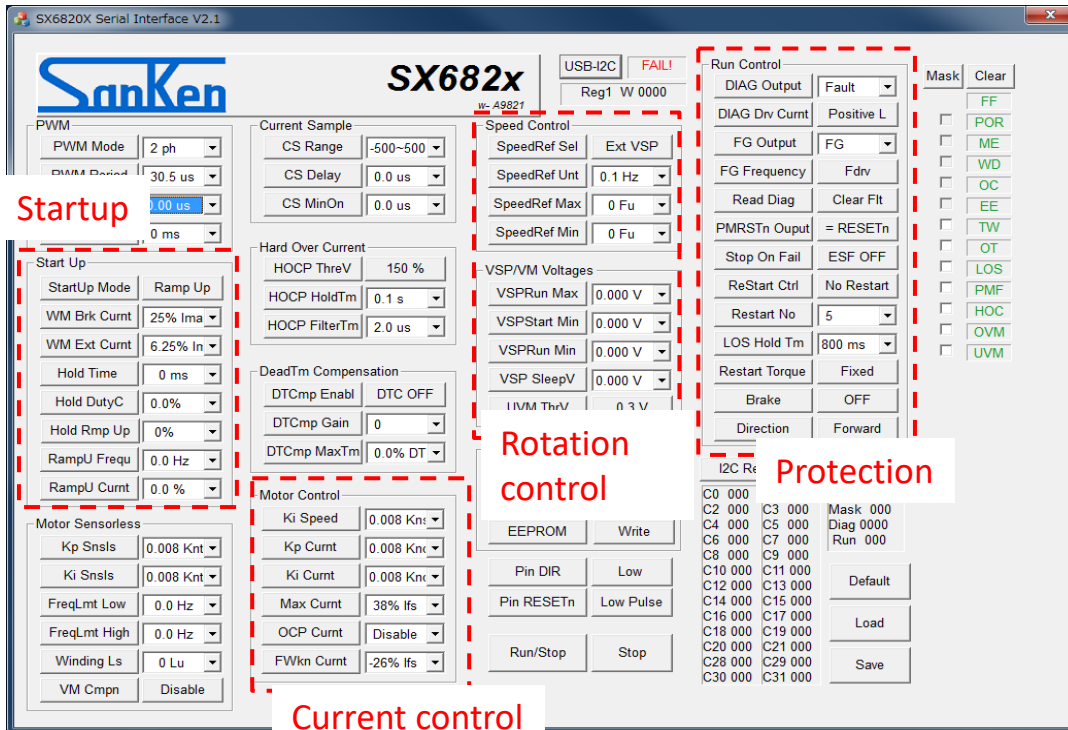 SX6820X Serial Interface V2.1
SanKen
SX682x
w- A9821
USB-I2C FAIL!
Reg1 W 0000
PWM
PWM Mode 2 ph
PWM Period 30.5 us
0.00 us
0 ms
Startup
Start Up
StartUp Mode Ramp Up
WM Brk Curnt 25% Ima
WM Ext Curnt 6.25% In
Hold Time 0 ms
Hold DutyC 0.0%
Hold Rmp Up 0%
RampU Frequ 0.0 Hz
RampU Curnt 0.0 %
Motor Sensorless
Kp Snsls 0.008 Knt
Ki Snsls 0.008 Knt
FreqLmt Low 0.0 Hz
FreqLmt High 0.0 Hz
Winding Ls 0 Lu
VM Cmpn Disable
Current Sample
CS Range -500~500
CS Delay 0.0 us
CS MinOn 0.0 us
Hard Over Current
HOCP ThreV 150 %
HOCP HoldTm 0.1 s
HOCP FilterTm 2.0 us
DeadTm Compensation
DTCmp Enabl DTC OFF
DTCmp Gain 0
DTCmp MaxTm 0.0% DT
Motor Control
Ki Speed 0.008 Kns
Kp Curnt 0.008 Knc
Ki Curnt 0.008 Knc
Max Curnt 38% Ifs
OCP Curnt Disable
FWkn Curnt -26% Ifs
Current control
Speed Control
SpeedRef Sel Ext VSP
SpeedRef Unt 0.1 Hz
SpeedRef Max 0 Fu
SpeedRef Min 0 Fu
VSP/VM Voltages
VSPRun Max 0.000 V
VSPStart Min 0.000 V
VSPRun Min 0.000 V
VSP SleepV 0.000 V
UVM ThrV 0.3 V
Rotation
control
EEPROM Write
Pin DIR Low
Pin RESETn Low Pulse
Run/Stop Stop
Run Control
DIAG Output Fault
DIAG Drv Curnt Positive L
FG Output FG
FG Frequency Fdrv
Read Diag Clear Flt
PMRSTn Ouput = RESETn
Stop On Fail ESF OFF
ReStart Ctrl No Restart
Restart No 5
LOS Hold Tm 800 ms
Restart Torque Fixed
Brake OFF
Direction Forward
Protection
I2C Re
C0 000
C2 000 C3 000 Mask 000
C4 000 C5 000 Diag 0000
C6 000 C7 000 Run 000
C8 000 C9 000
C10 000 C11 000
C12 000 C13 000
C14 000 C15 000
C16 000 C17 000
C18 000 C19 000
C20 000 C21 000
C28 000 C29 000
C30 000 C31 000
Default
Load
Save
Mask Clear
FF
POR
ME
WD
OC
EE
TW
OT
LOS
PMF
HOC
OVM
UVM